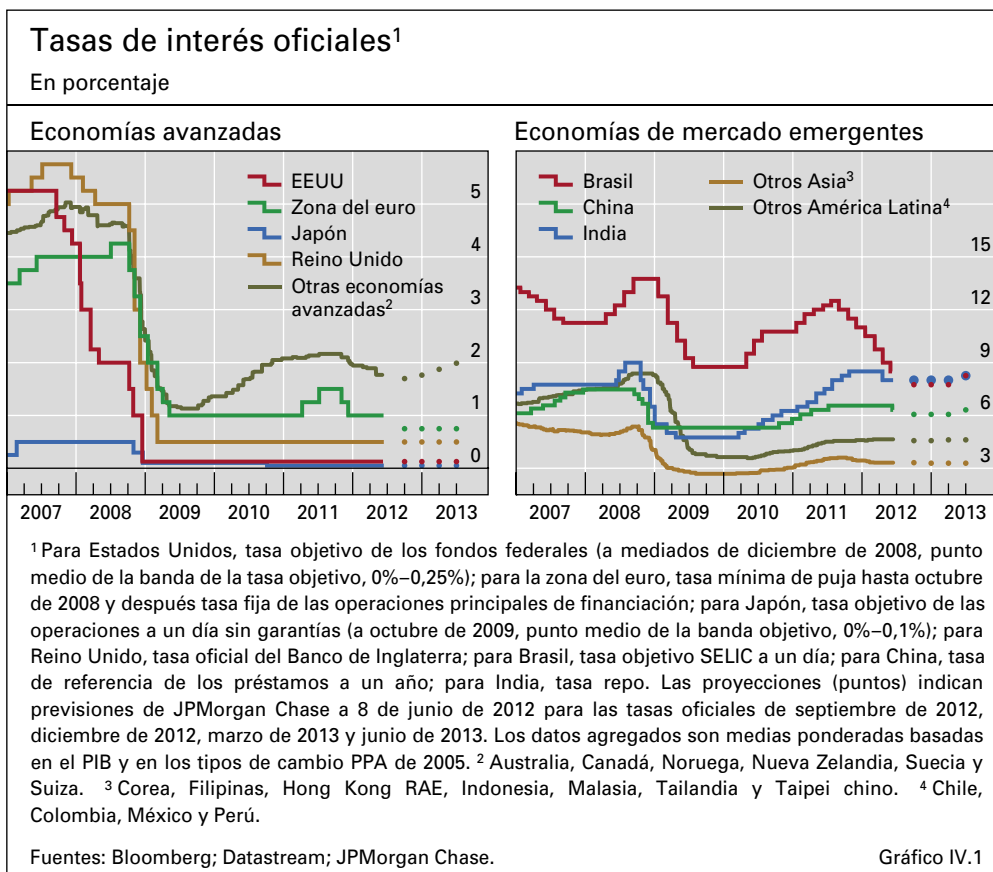 Tasas de interés oficiales¹
En porcentaje
Economías avanzadas
EEUU
Zona del euro
Japón
Reino Unido
Otras economías
avanzadas²
5
4
3
2
1
0
2007 2008 2009 2010 2011 2012 2013
Economías de mercado emergentes
Brasil
China
India
Otros Asia³
Otros América Latina⁴
15
12
9
6
3
2007 2008 2009 2010 2011 2012 2013
¹ Para Estados Unidos, tasa objetivo de los fondos federales (a mediados de diciembre de 2008, punto
medio de la banda de la tasa objetivo, 0%–0,25%); para la zona del euro, tasa mínima de puja hasta octubre
de 2008 y después tasa fija de las operaciones principales de financiación; para Japón, tasa objetivo de las
operaciones a un día sin garantías (a octubre de 2009, punto medio de la banda objetivo, 0%–0,1%); para
Reino Unido, tasa oficial del Banco de Inglaterra; para Brasil, tasa objetivo SELIC a un día; para China, tasa
de referencia de los préstamos a un año; para India, tasa repo. Las proyecciones (puntos) indican
previsiones de JPMorgan Chase a 8 de junio de 2012 para las tasas oficiales de septiembre de 2012,
diciembre de 2012, marzo de 2013 y junio de 2013. Los datos agregados son medias ponderadas basadas
en el PIB y en los tipos de cambio PPA de 2005. ² Australia, Canadá, Noruega, Nueva Zelandia, Suecia y
Suiza. ³ Corea, Filipinas, Hong Kong RAE, Indonesia, Malasia, Tailandia y Taipei chino. ⁴ Chile,
Colombia, México y Perú.
Fuentes: Bloomberg; Datastream; JPMorgan Chase. Gráfico IV.1